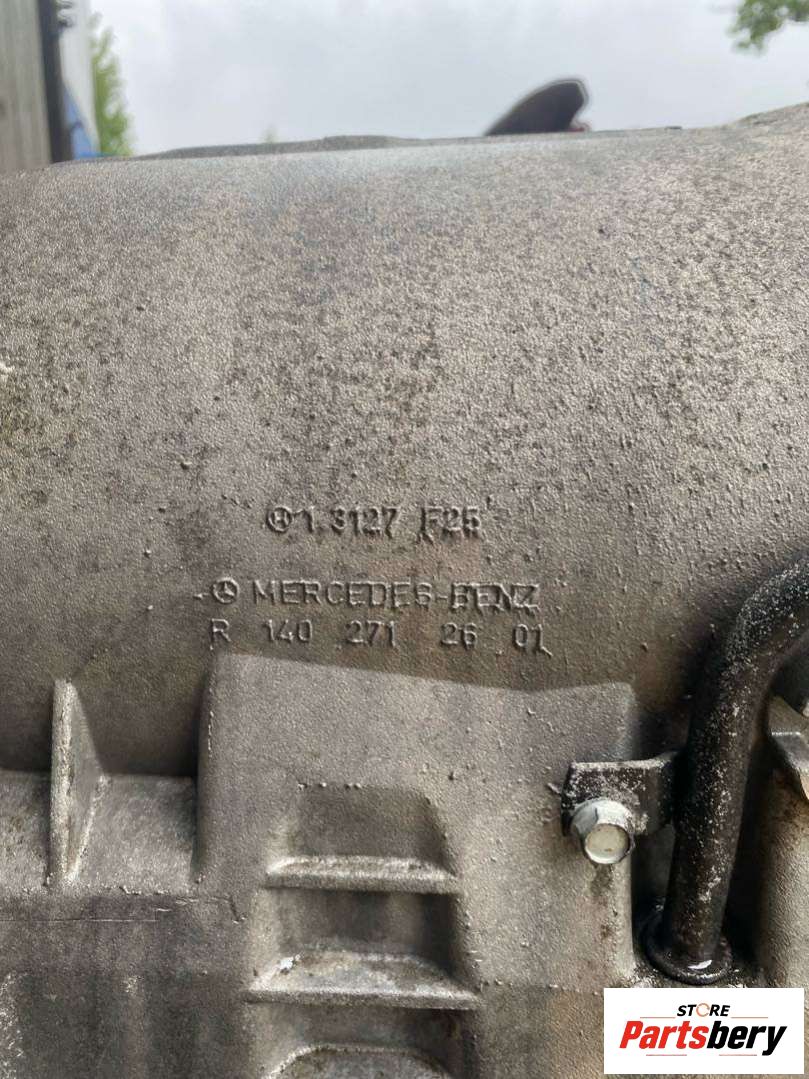 1.3127 F25
MERCEDES-BENZ
R 140 271 26 01
STORE
Partsbery